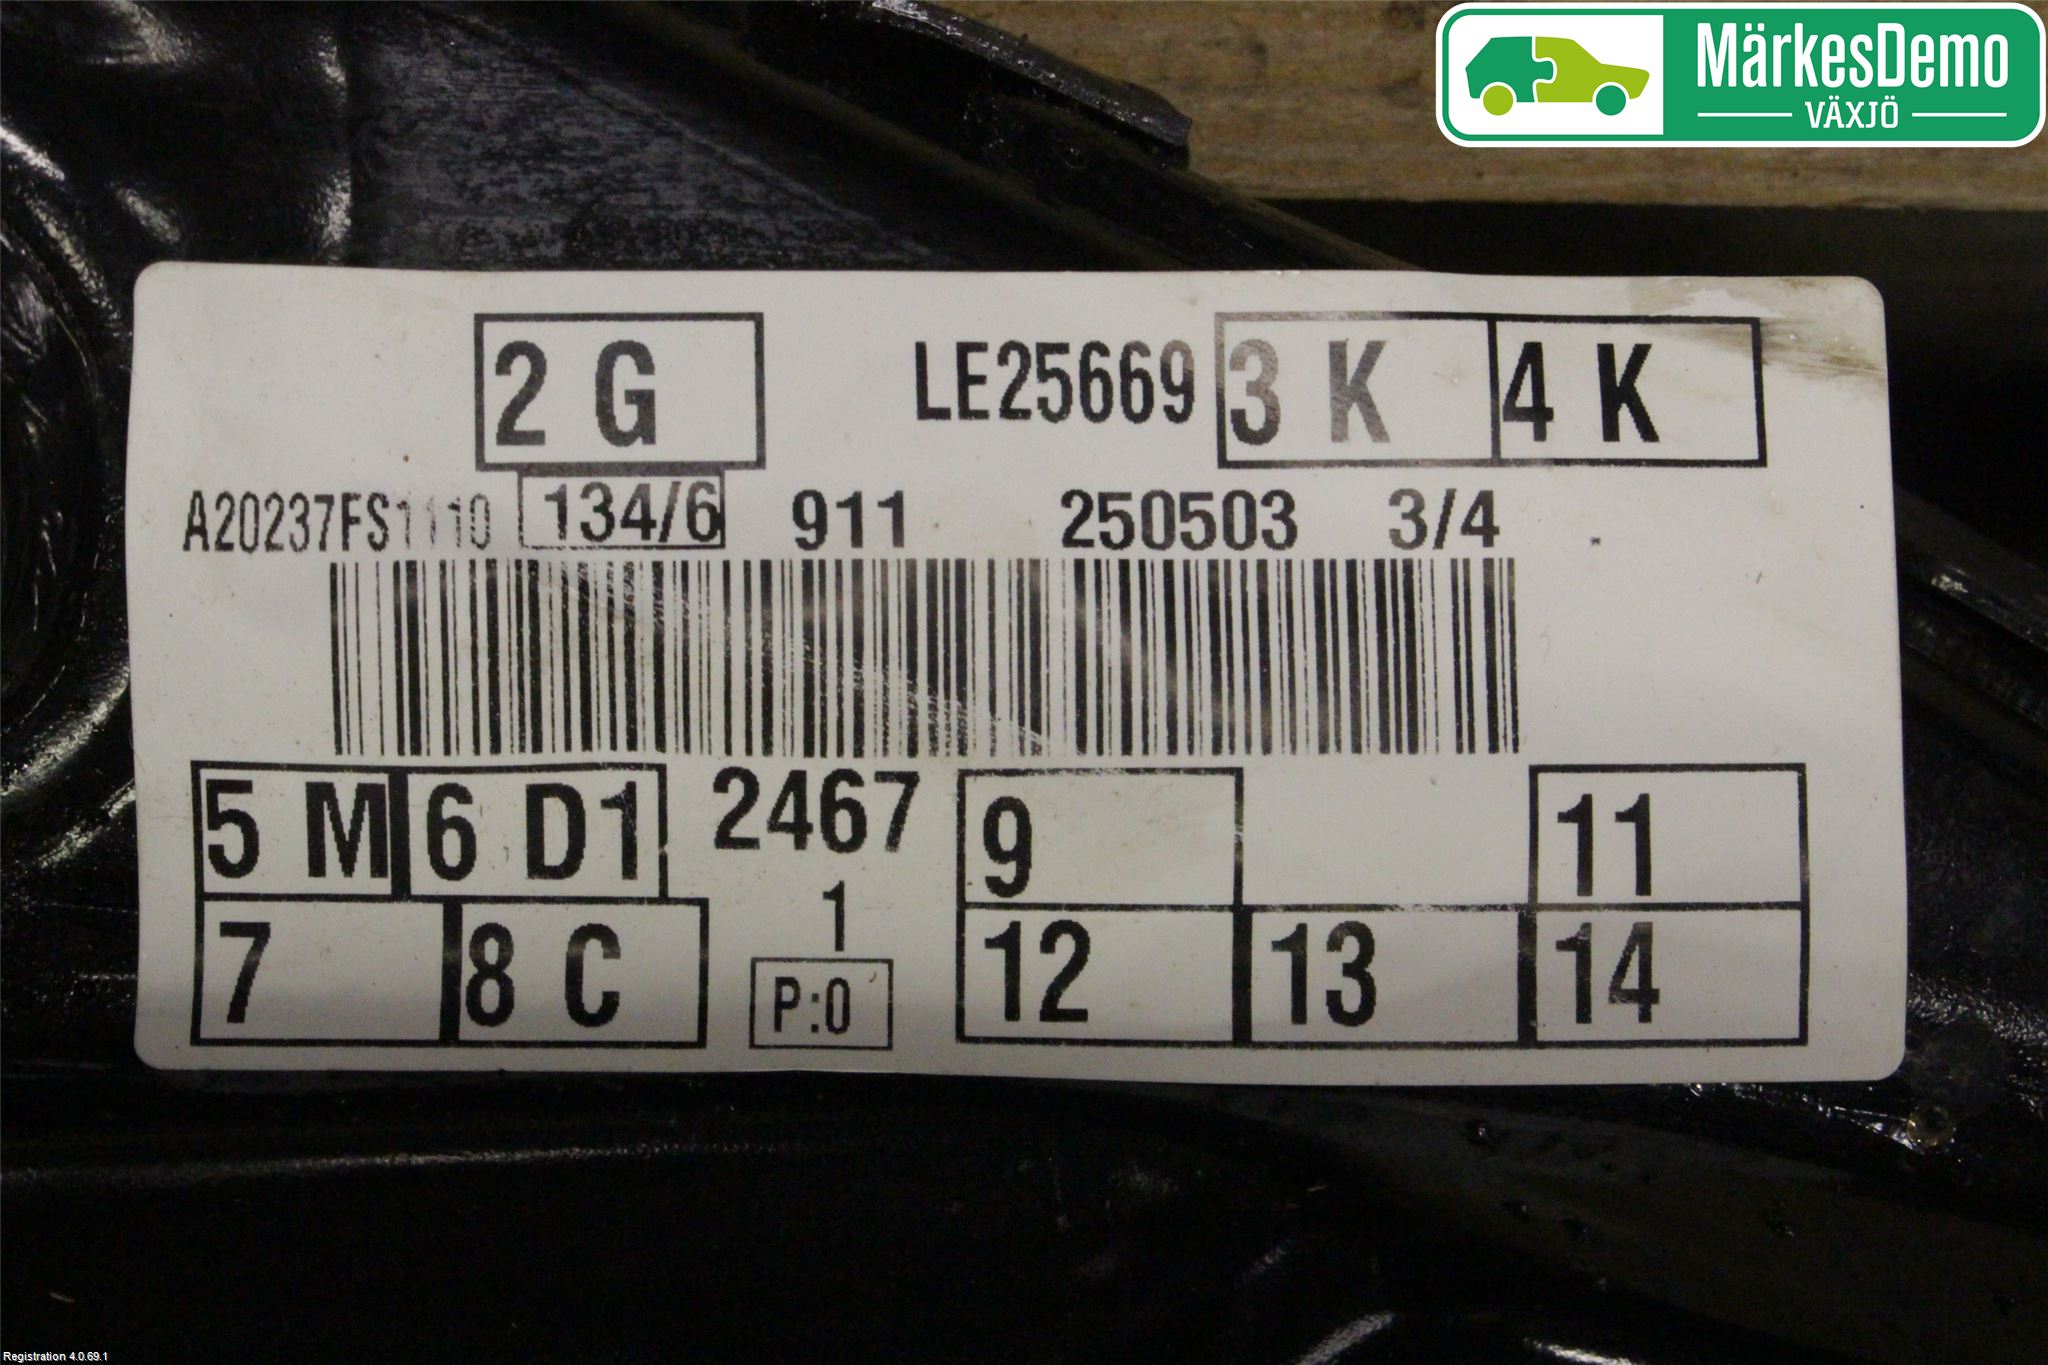 MärkesDemo
VÄXJÖ
2 G LE25669 3 K 4 K
A20237FS1110 134/6 911 250503 3/4
5 M 6 D1 2467 9 11
1
7 8 C 12 13 14
P:0
Registration 4.0.69.1